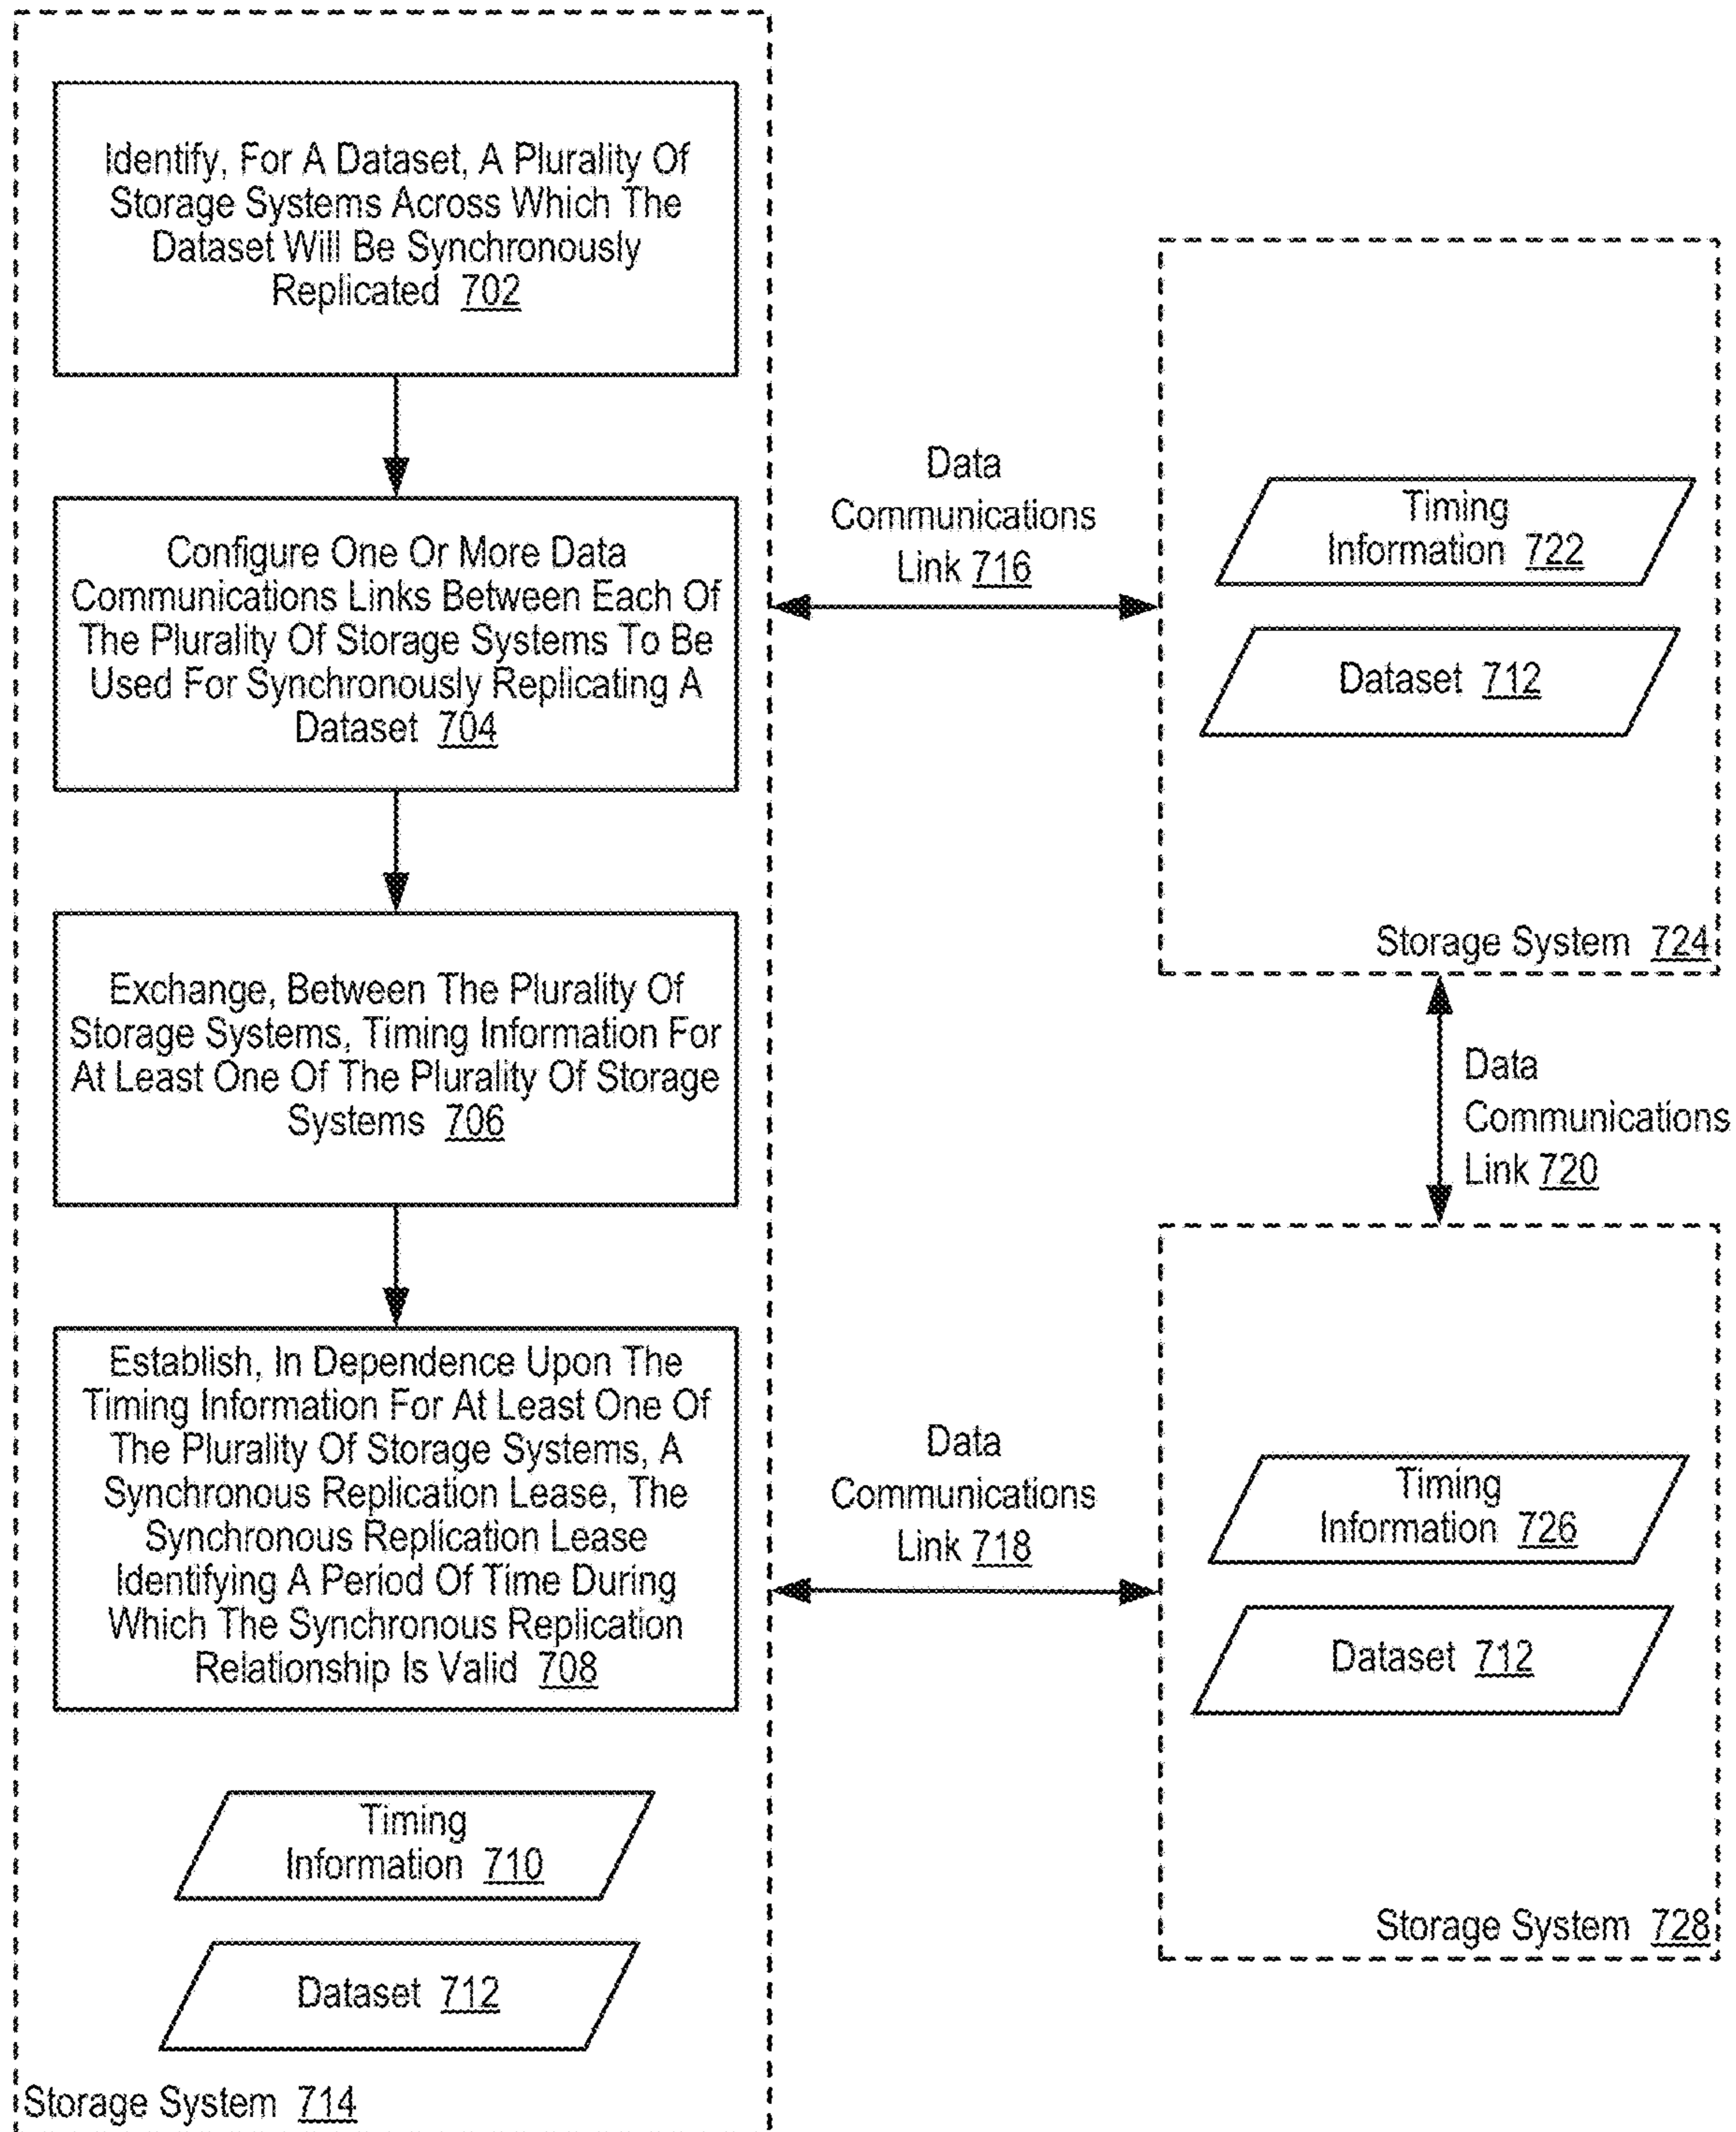 Identify, For A Dataset, A Plurality Of
Storage Systems Across Which The
Dataset Will Be Synchronously
Replicated 702
Configure One Or More Data
Communications Links Between Each Of
The Plurality Of Storage Systems To Be
Used For Synchronously Replicating A
Dataset 704
Exchange, Between The Plurality Of
Storage Systems, Timing Information For
At Least One Of The Plurality Of Storage
Systems 706
Establish, In Dependence Upon The
Timing Information For At Least One Of
The Plurality Of Storage Systems, A
Synchronous Replication Lease, The
Synchronous Replication Lease
Identifying A Period Of Time During
Which The Synchronous Replication
Relationship Is Valid 708
Timing
Information 710
Dataset 712
Storage System 714
Data
Communications
Link 716
Data
Communications
Link 718
Timing
Information 722
Dataset 712
Storage System 724
Data
Communications
Link 720
Timing
Information 726
Dataset 712
Storage System 728